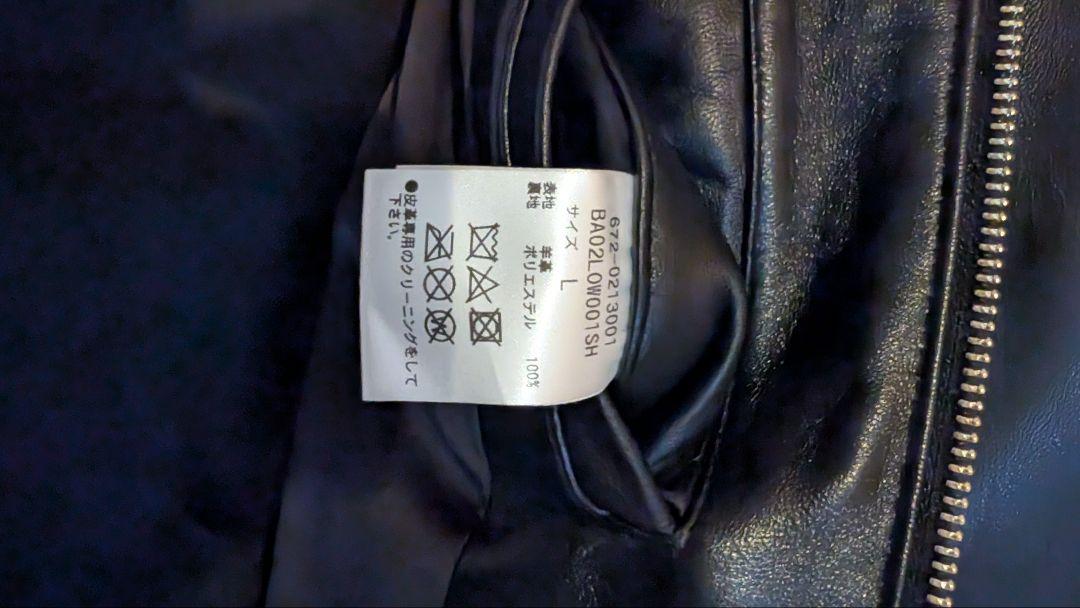 672-0213001
BA02LOW001SH
サイズ L
表地 羊革
裏地 ポリエステル 100%
●皮革専用のクリーニングをして
下さい。